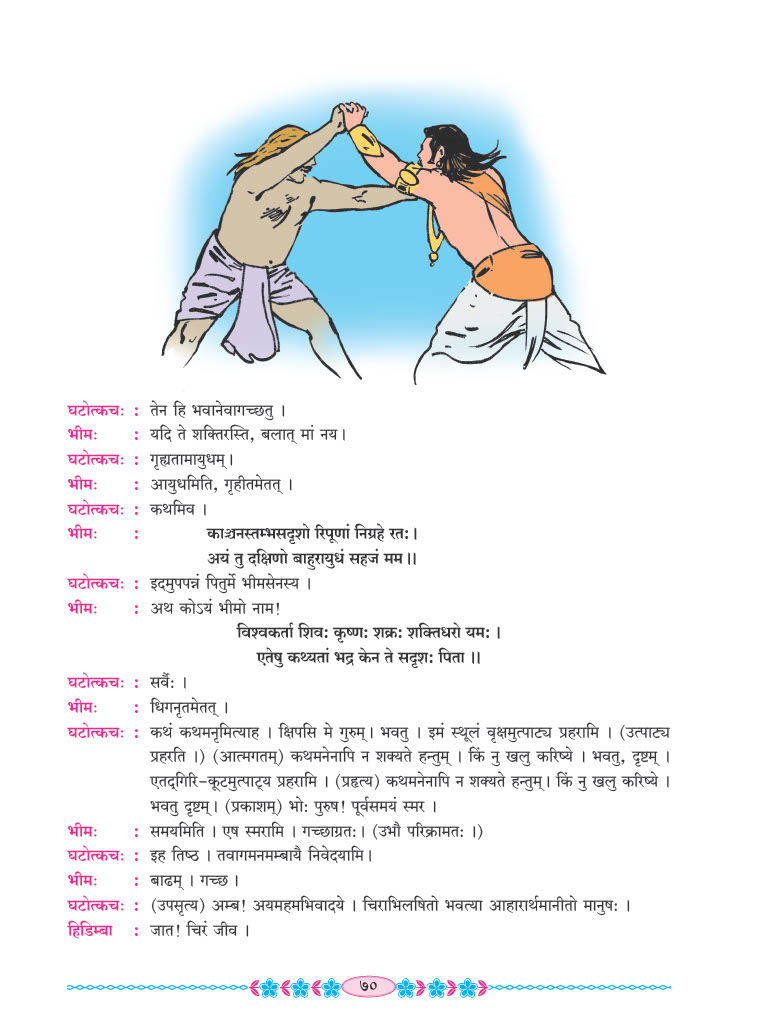 घटोत्कचः : तेन हि भवानेवागच्छतु ।
भीमः : यदि ते शक्तिरस्ति, बलात् मां नय।
घटोत्कचः : गृह्यतामायुधम्।
भीमः : आयुधमिति, गृहीतमेतत् ।
घटोत्कचः : कथमिव ।
भीमः : काञ्चनस्तम्भसदृशो रिपूणां निग्रहे रतः।
अयं तु दक्षिणो बाहुरायुधं सहजं मम॥
घटोत्कचः : इदमुपपन्नं पितुर्मे भीमसेनस्य ।
भीमः : अथ कोऽयं भीमो नाम!
विश्वकर्ता शिवः कृष्णः शक्रः शक्तिधरो यमः।
एतेषु कथ्यतां भद्र केन ते सदृशः पिता॥
घटोत्कचः : सर्वैः ।
भीमः : धिगनृतमेतत् ।
घटोत्कचः : कथं कथमनृमित्याह । क्षिपसि मे गुरुम्। भवतु । इमं स्थूलं वृक्षमुत्पाट्य प्रहरामि । (उत्पाट्य
प्रहरति ।) (आत्मगतम्) कथमनेनापि न शक्यते हन्तुम् । किं नु खलु करिष्ये । भवतु, दृष्टम् ।
एतद्गिरि-कूटमुत्पाट्य प्रहरामि । (प्रहृत्य) कथमनेनापि न शक्यते हन्तुम्। किं नु खलु करिष्ये ।
भवतु दृष्टम्। (प्रकाशम्) भोः पुरुष! पूर्वसमयं स्मर ।
भीमः : समयमिति । एष स्मरामि । गच्छाग्रतः। (उभौ परिक्रामतः ।)
घटोत्कचः : इह तिष्ठ । तवागमनमम्बायै निवेदयामि।
भीमः : बाढम् । गच्छ ।
घटोत्कचः : (उपसृत्य) अम्ब! अयमहमभिवादये । चिराभिलषितो भवत्या आहारार्थमानीतो मानुषः ।
हिडिम्बा : जात! चिरं जीव ।
७०